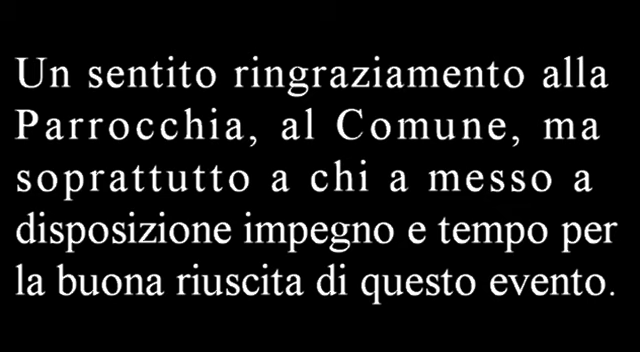 Un sentito ringraziamento alla
Parrocchia, al Comune, ma
soprattutto a chi a messo a
disposizione impegno e tempo per
la buona riuscita di questo evento.